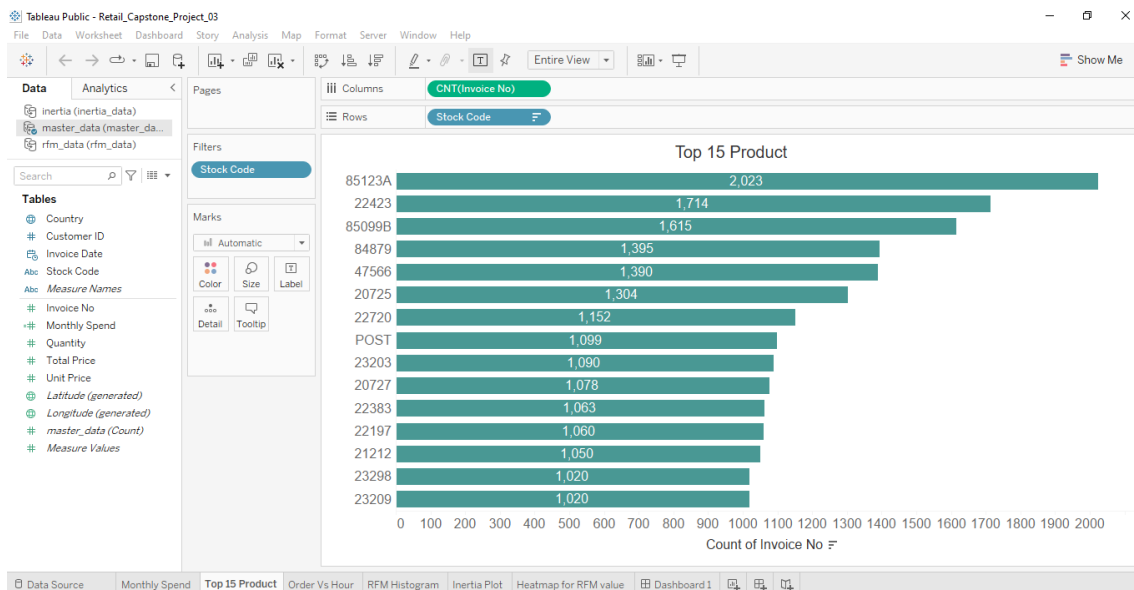 Tableau Public - Retail_Capstone_Project_03
File Data Worksheet Dashboard Story Analysis Map Format Server Window Help
Entire View
Show Me
Data Analytics
inertia (inertia_data)
master_data (master_da...
rfm_data (rfm_data)
Search
Tables
Country
# Customer ID
Invoice Date
Abc Stock Code
Abc Measure Names
# Invoice No
=# Monthly Spend
# Quantity
# Total Price
# Unit Price
Latitude (generated)
Longitude (generated)
# master_data (Count)
# Measure Values
Pages
Filters
Stock Code
Marks
Automatic
Color Size Label
Detail Tooltip
Columns CNT(Invoice No)
Rows Stock Code
Top 15 Product
85123A 2,023
22423 1,714
85099B 1,615
84879 1,395
47566 1,390
20725 1,304
22720 1,152
POST 1,099
23203 1,090
20727 1,078
22383 1,063
22197 1,060
21212 1,050
23298 1,020
23209 1,020
0 100 200 300 400 500 600 700 800 900 1000 1100 1200 1300 1400 1500 1600 1700 1800 1900 2000
Count of Invoice No
Data Source Monthly Spend Top 15 Product Order Vs Hour RFM Histogram Inertia Plot Heatmap for RFM value Dashboard 1